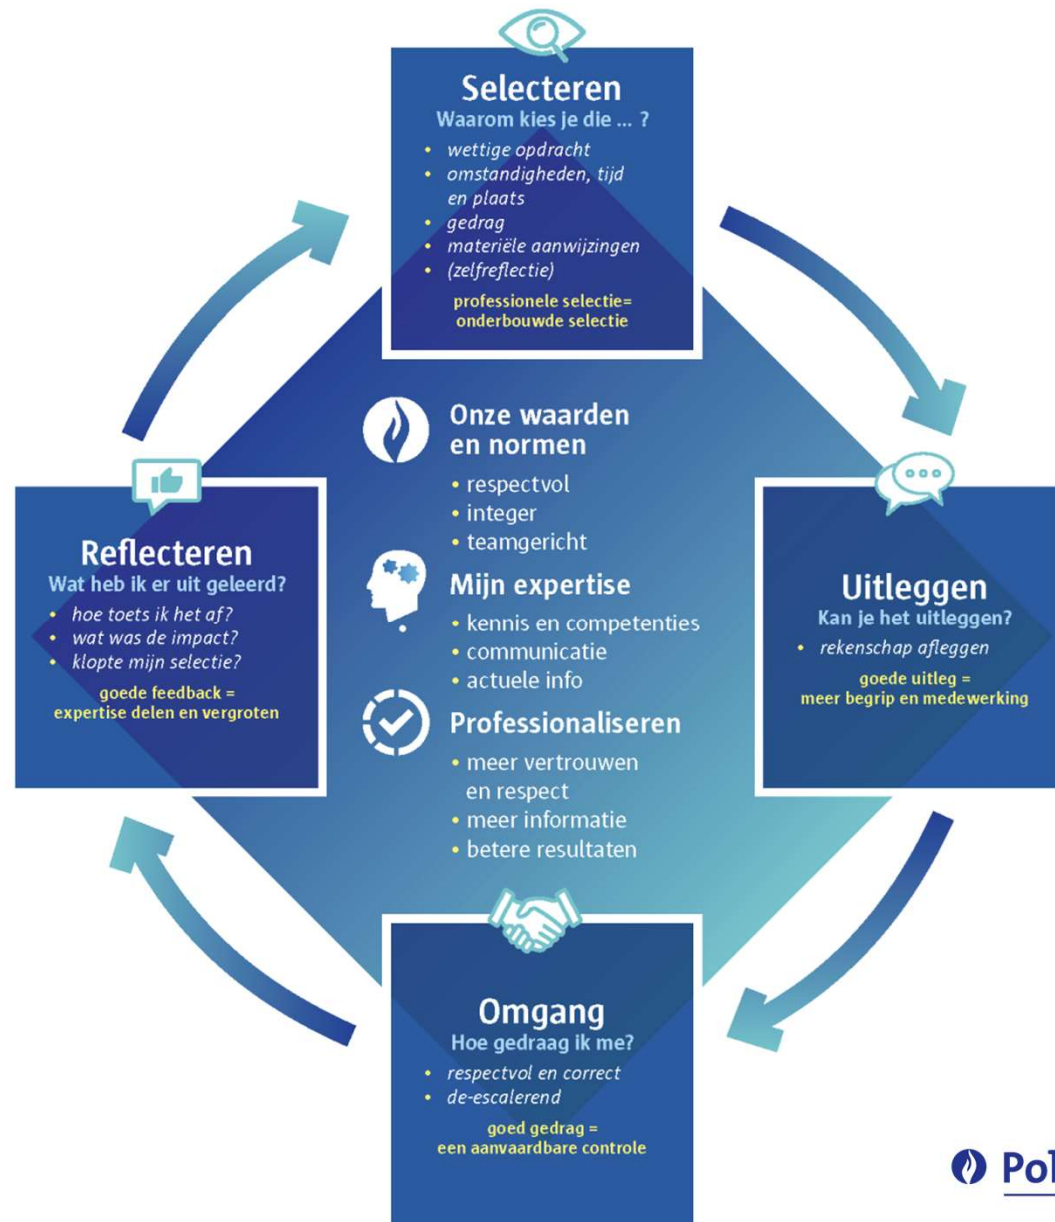 Selecteren
Waarom kies je die ... ?
• wettige opdracht
• omstandigheden, tijd
en plaats
• gedrag
• materiële aanwijzingen
• (zelfreflectie)
professionele selectie=
onderbouwde selectie
Onze waarden
en normen
• respectvol
• integer
• teamgericht
Mijn expertise
• kennis en competenties
• communicatie
• actuele info
Professionaliseren
• meer vertrouwen
en respect
• meer informatie
• betere resultaten
Reflecteren
Wat heb ik er uit geleerd?
• hoe toets ik het af?
• wat was de impact?
• klopte mijn selectie?
goede feedback =
expertise delen en vergroten
Uitleggen
Kan je het uitleggen?
• rekenschap afleggen
goede uitleg =
meer begrip en medewerking
Omgang
Hoe gedraag ik me?
• respectvol en correct
• de-escalerend
goed gedrag =
een aanvaardbare controle
Pol